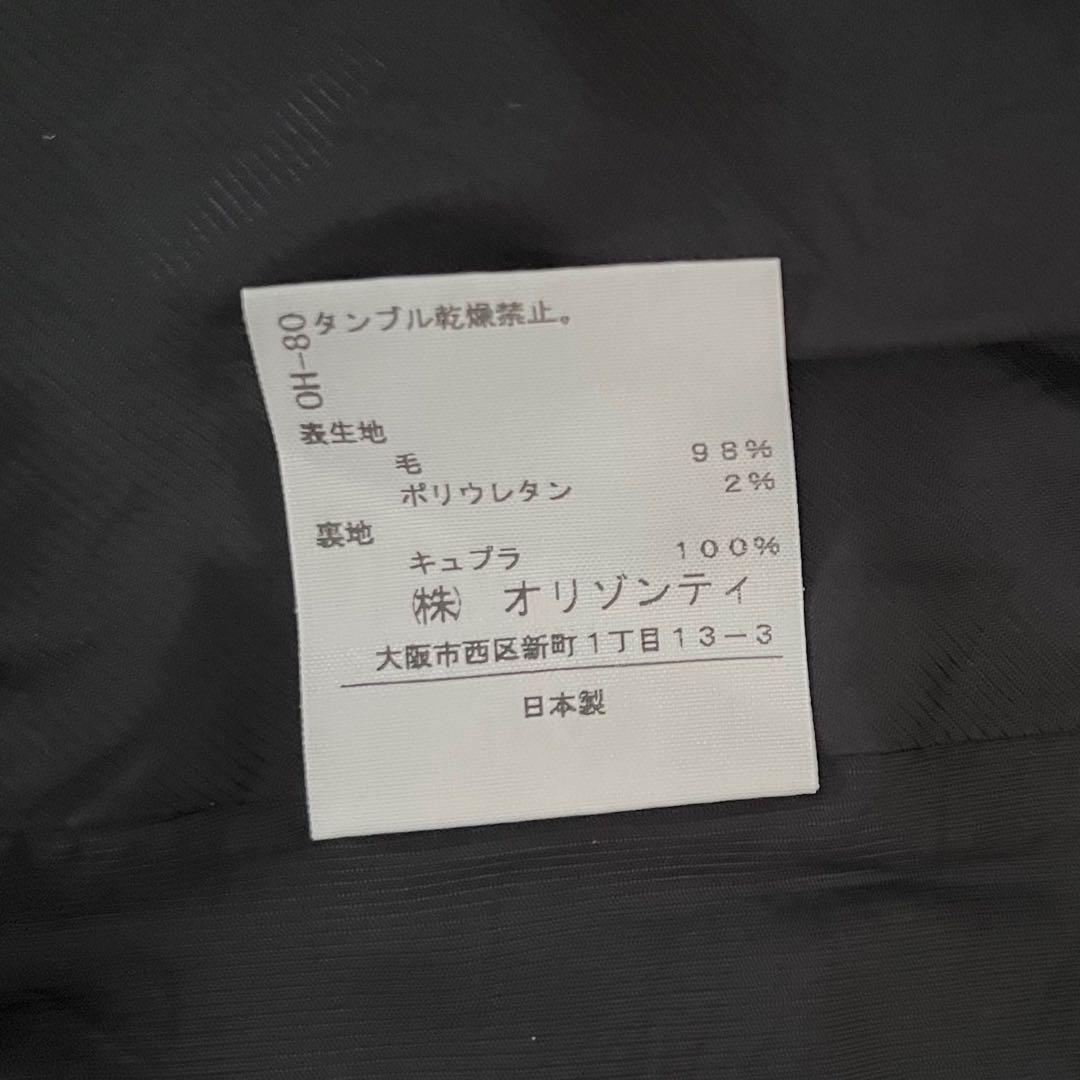 タンブル乾燥禁止。
OH-80
表生地
毛 98%
ポリウレタン 2%
裏地
キュプラ 100%
㈱ オリゾンティ
大阪市西区新町1丁目13-3
日本製